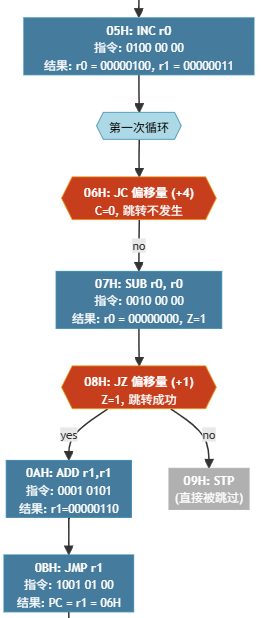 05H: INC r0
指令: 0100 00 00
结果: r0 = 00000100, r1 = 00000011
第一次循环
06H: JC 偏移量 (+4)
C=0, 跳转不发生
no
07H: SUB r0, r0
指令: 0010 00 00
结果: r0 = 00000000, Z=1
08H: JZ 偏移量 (+1)
Z=1, 跳转成功
yes
no
0AH: ADD r1,r1
指令: 0001 0101
结果: r1=00000110
09H: STP
(直接被跳过)
0BH: JMP r1
指令: 1001 01 00
结果: PC = r1 = 06H